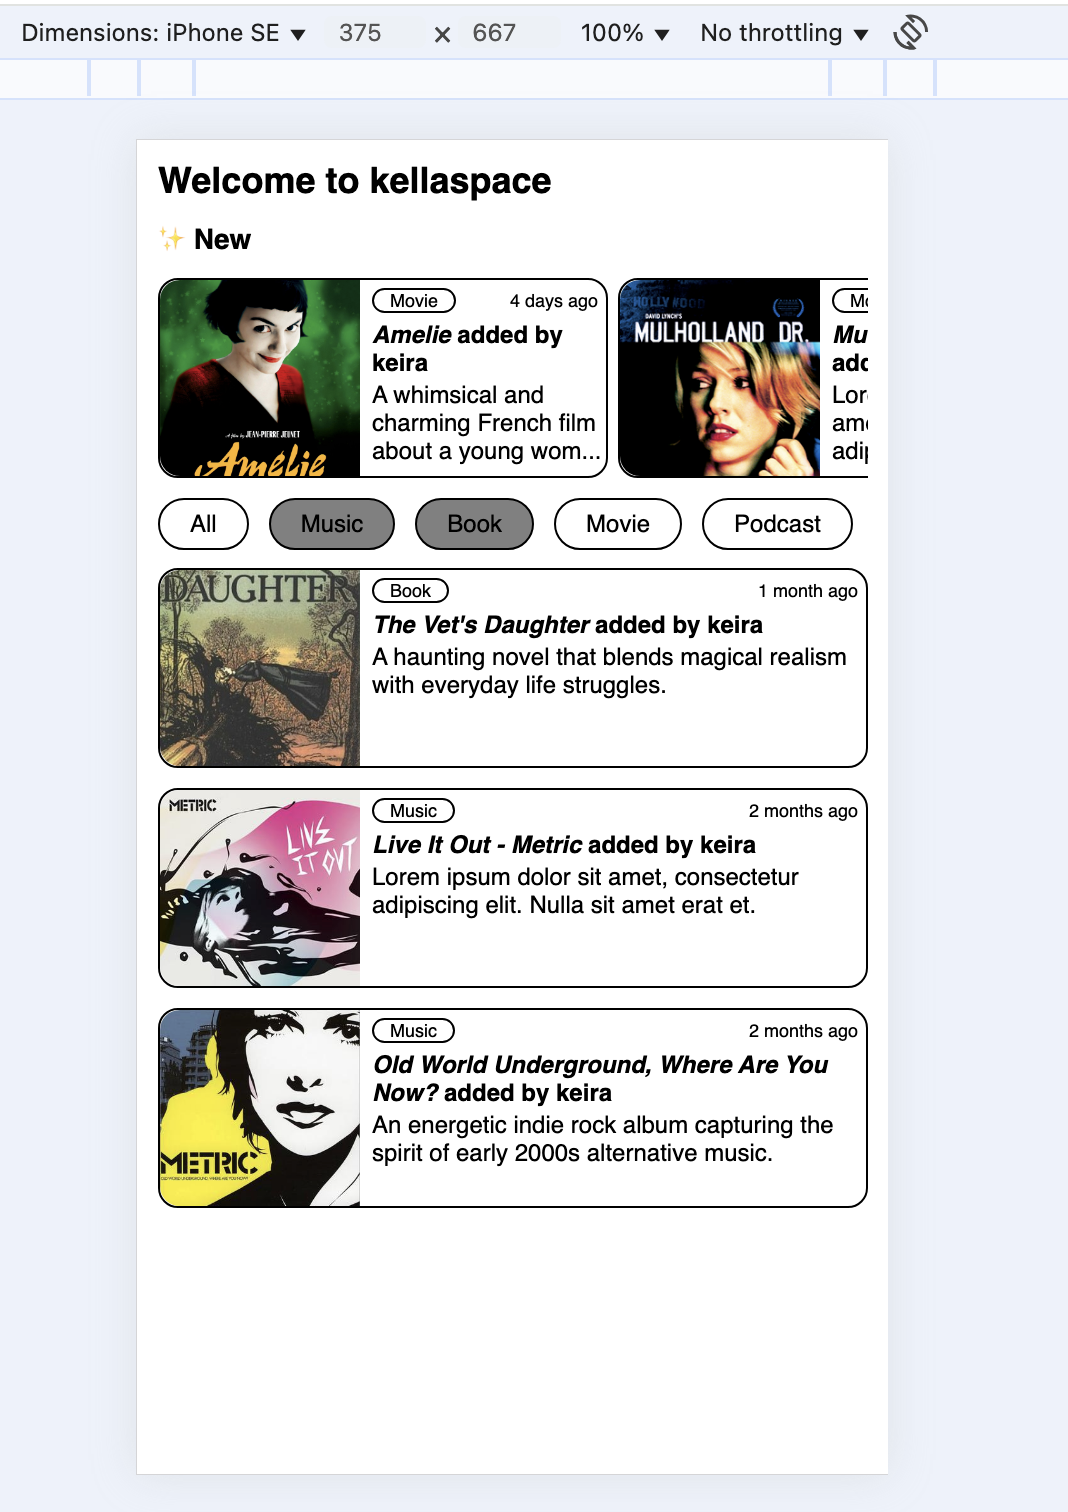 Dimensions: iPhone SE ▼ 375 × 667 100% ▼ No throttling ▼
Welcome to kellaspace
✨ New
Movie 4 days ago
Amelie added by
keira
A whimsical and
charming French film
about a young wom...
A film by JEAN-PIERRE JEUNET
Amélie
HOLLYWOOD
DAVID LYNCH'S
MULHOLLAND DR.
Mo
Mu
add
Lor
ame
adip
All Music Book Movie Podcast
DAUGHTER
Book 1 month ago
The Vet's Daughter added by keira
A haunting novel that blends magical realism
with everyday life struggles.
METRIC
LIVE
IT OUT
Music 2 months ago
Live It Out - Metric added by keira
Lorem ipsum dolor sit amet, consectetur
adipiscing elit. Nulla sit amet erat et.
METRIC
OLD WORLD UNDERGROUND, WHERE ARE YOU NOW?
Music 2 months ago
Old World Underground, Where Are You
Now? added by keira
An energetic indie rock album capturing the
spirit of early 2000s alternative music.